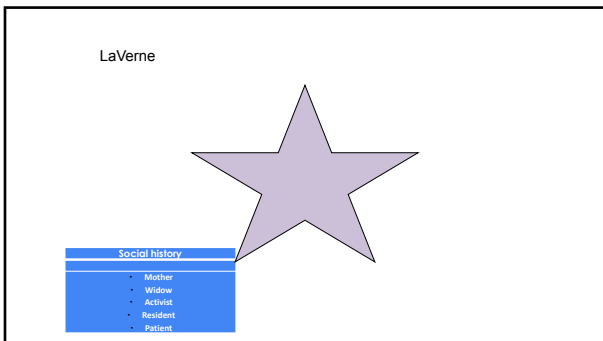 LaVerne
Social history
• Mother
• Widow
• Activist
• Resident
• Patient